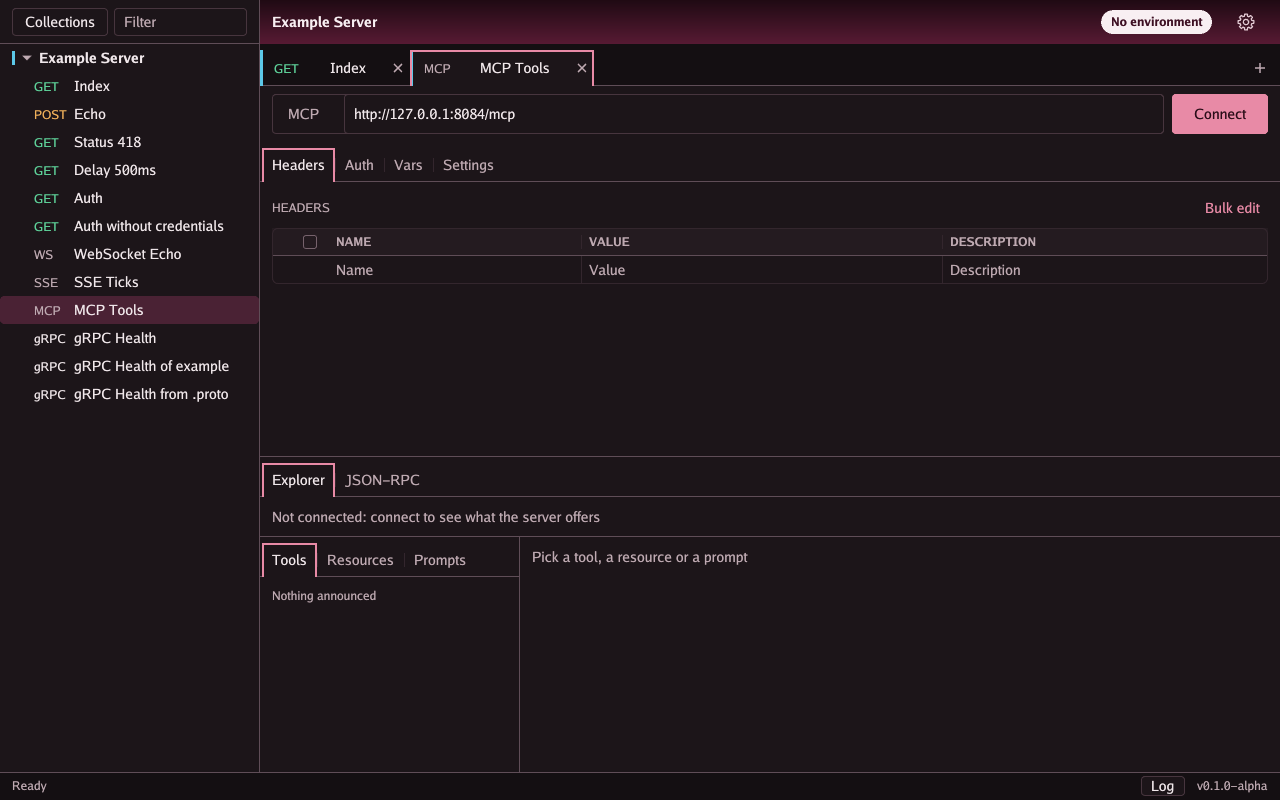 Collections
Filter
Example Server
No environment
Example Server
GET Index
POST Echo
GET Status 418
GET Delay 500ms
GET Auth
GET Auth without credentials
WS WebSocket Echo
SSE SSE Ticks
MCP MCP Tools
gRPC gRPC Health
gRPC gRPC Health of example
gRPC gRPC Health from .proto
GET Index
MCP MCP Tools
MCP http://127.0.0.1:8084/mcp Connect
Headers Auth Vars Settings
HEADERS Bulk edit
NAME VALUE DESCRIPTION
Name Value Description
Explorer JSON-RPC
Not connected: connect to see what the server offers
Tools Resources Prompts
Nothing announced
Pick a tool, a resource or a prompt
Ready
Log
v0.1.0-alpha